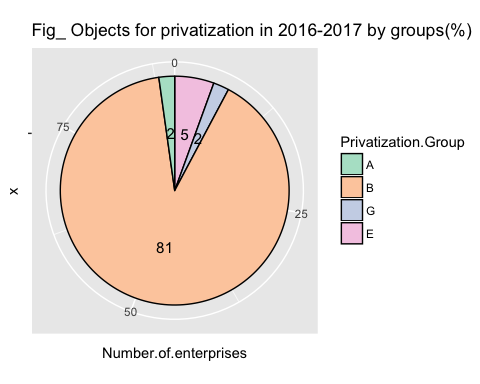 Fig_ Objects for privatization in 2016-2017 by groups(%)
0
75
2 5 2
25
81
50
x
Number.of.enterprises
Privatization.Group
A
B
G
E